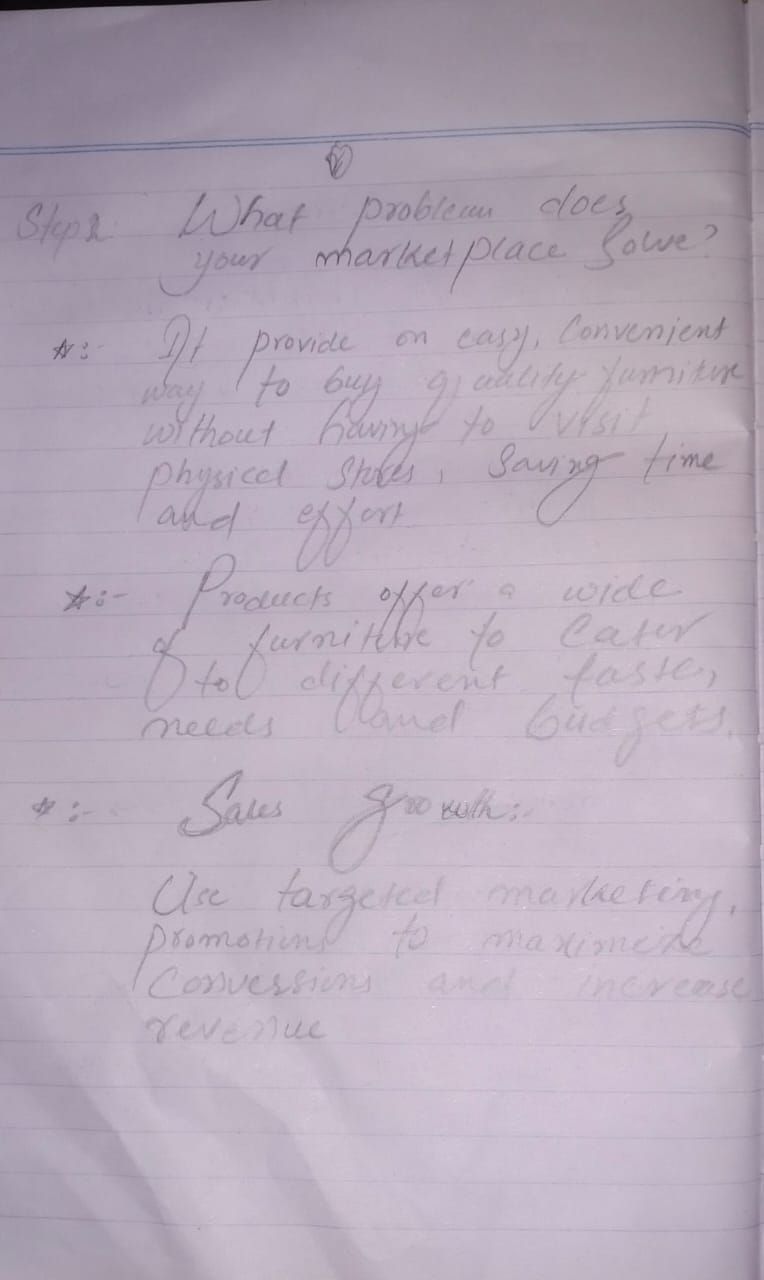 Step 2. What problem does
your marketplace Solve?
☆:- It provide an easy, Convenient
way to buy quality furniture
without having to visit
physical Stores, Saving time
and effort
☆:- Products offer a wide
of furniture to Cater
to different taste,
needs and budgets.
☆:- Sales growth:
Use targeted marketing,
promotions to maximize
Conversions and increase
revenue